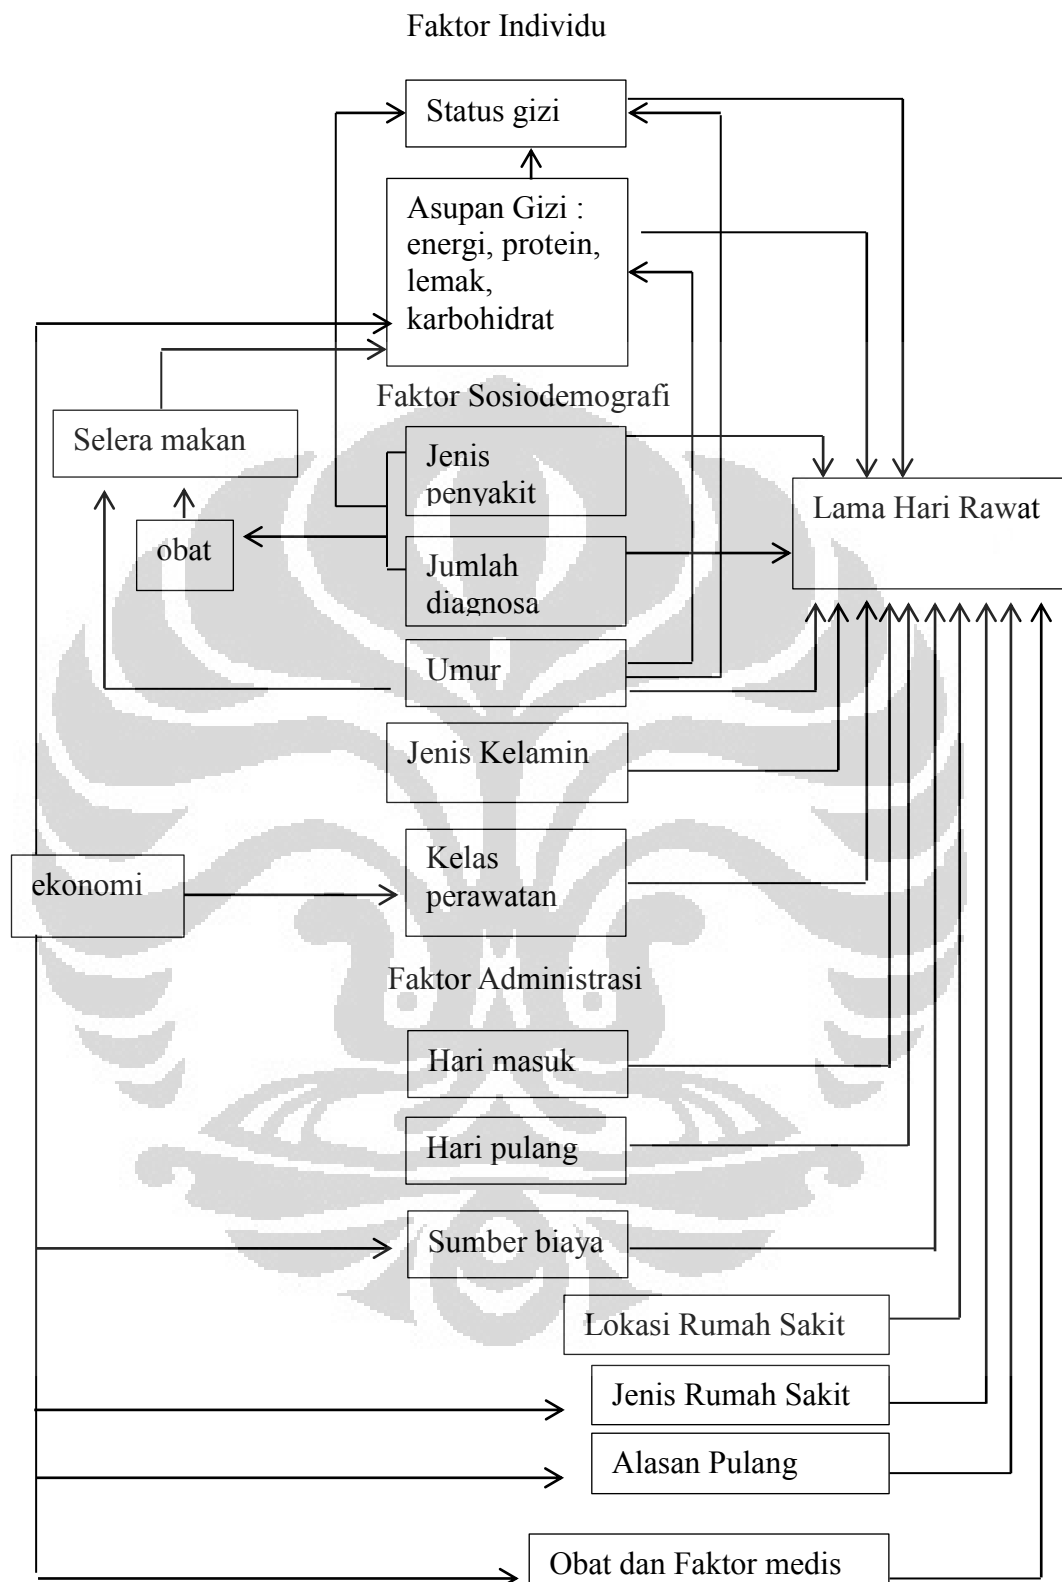 Faktor Individu
Status gizi
Asupan Gizi :
energi, protein,
lemak,
karbohidrat
Faktor Sosiodemografi
Selera makan
Jenis
penyakit
Lama Hari Rawat
obat
Jumlah
diagnosa
Umur
Jenis Kelamin
Kelas
perawatan
ekonomi
Faktor Administrasi
Hari masuk
Hari pulang
Sumber biaya
Lokasi Rumah Sakit
Jenis Rumah Sakit
Alasan Pulang
Obat dan Faktor medis